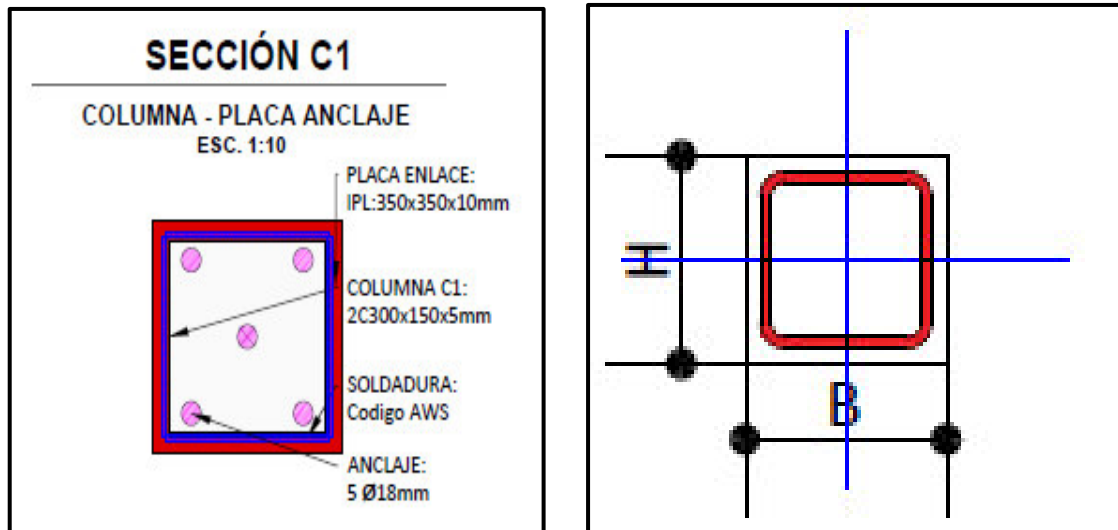 SECCIÓN C1
COLUMNA - PLACA ANCLAJE
ESC. 1:10
PLACA ENLACE:
IPL:350x350x10mm
COLUMNA C1:
2C300x150x5mm
SOLDADURA:
Codigo AWS
ANCLAJE:
5 Ø18mm
H
B